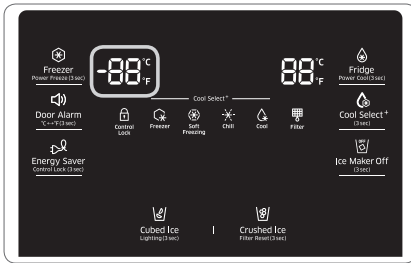 Freezer
Power Freeze (3 sec)
-88 °C
°F
88 °C
°F
Fridge
Power Cool (3 sec)
Cool Select+
Door Alarm
°C↔°F (3 sec)
Control
Lock
Freezer
Soft
Freezing
Chill
Cool
Filter
Cool Select+
(3 sec)
Energy Saver
Control Lock (3 sec)
OFF
Ice Maker Off
(3 sec)
Cubed Ice
Lighting (3 sec)
Crushed Ice
Filter Reset (3 sec)